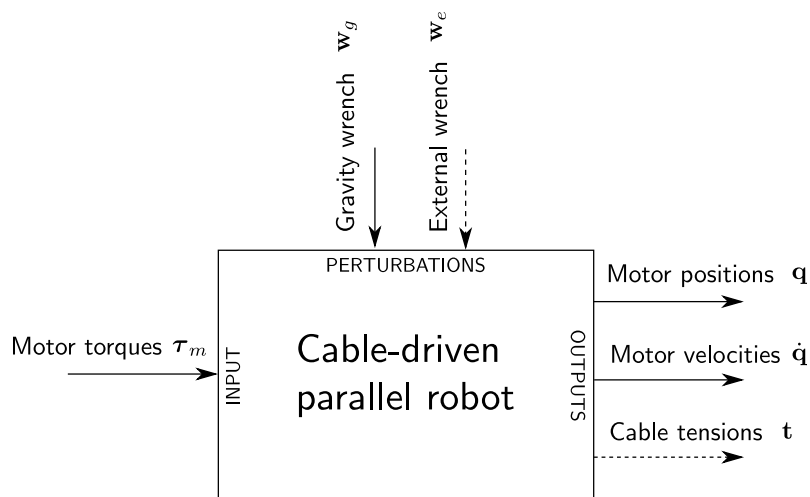 Gravity wrench w_g
External wrench w_e
PERTURBATIONS
Motor torques τ_m
INPUT
Cable-driven
parallel robot
OUTPUTS
Motor positions q
Motor velocities q̇
Cable tensions t